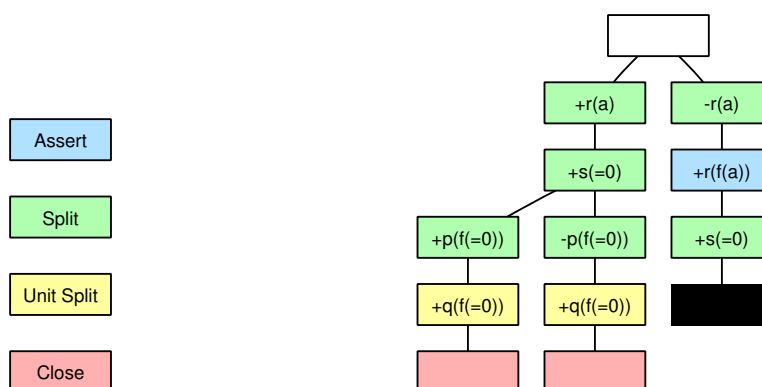 +r(a) -r(a)
Assert
+s(=0) +r(f(a))
Split
+p(f(=0)) -p(f(=0)) +s(=0)
Unit Split
+q(f(=0)) +q(f(=0))
Close